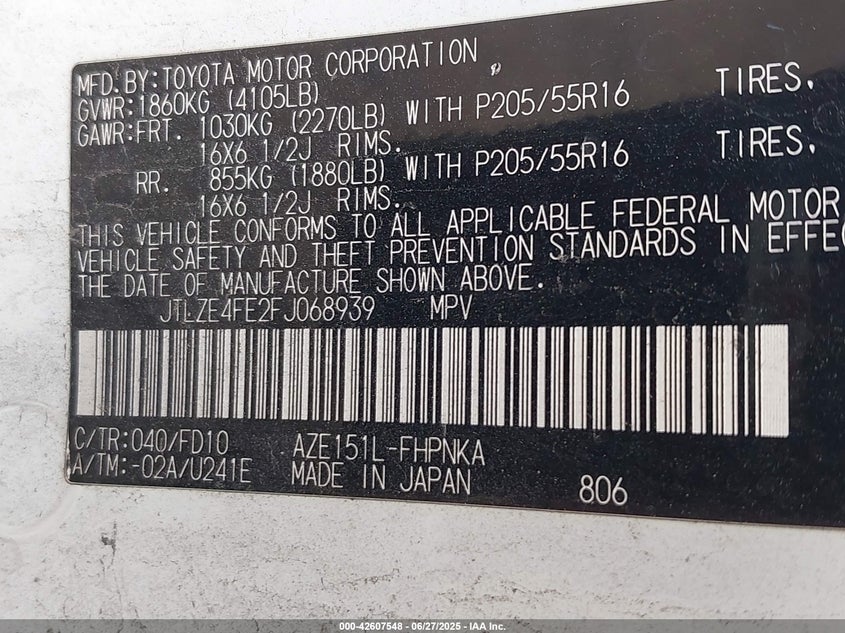 MFD.BY:TOYOTA MOTOR CORPORATION
GVWR:1860KG (4105LB)
GAWR:FRT. 1030KG (2270LB) WITH P205/55R16 TIRES,
16X6 1/2J RIMS.
RR. 855KG (1880LB) WITH P205/55R16 TIRES,
16X6 1/2J RIMS.
THIS VEHICLE CONFORMS TO ALL APPLICABLE FEDERAL MOTOR
VEHICLE SAFETY AND THEFT PREVENTION STANDARDS IN EFFEC
THE DATE OF MANUFACTURE SHOWN ABOVE.
JTLZE4FE2FJ068939 MPV
C/TR:040/FD10 AZE151L-FHPNKA
A/TM:-02A/U241E MADE IN JAPAN 806
000-42607548 - 06/27/2025 - IAA Inc.